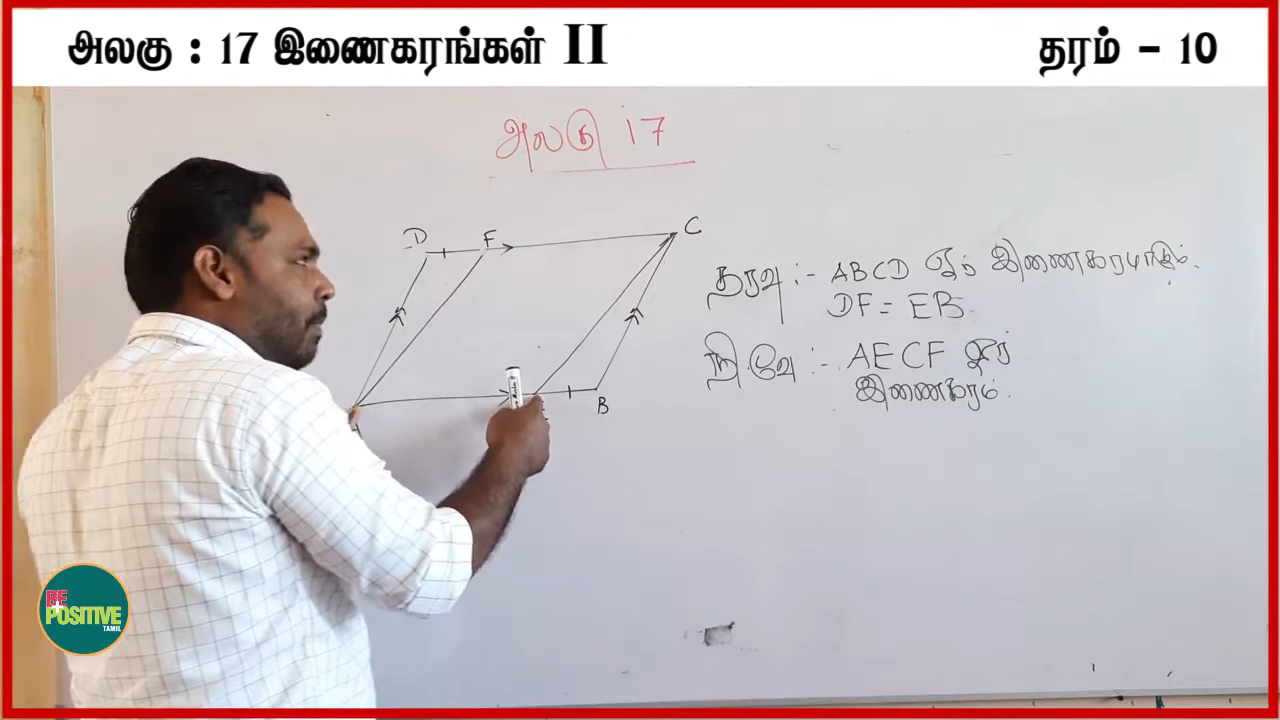 அலகு : 17 இணைகரங்கள் II
தரம் - 10
அலகு 17
D F C
B
தரவு :- ABCD ஓர் இணைகரமாகும்.
DF = EB
நி.வே :- AECF ஓர்
இணைகரம்.
BE
POSITIVE
TAMIL